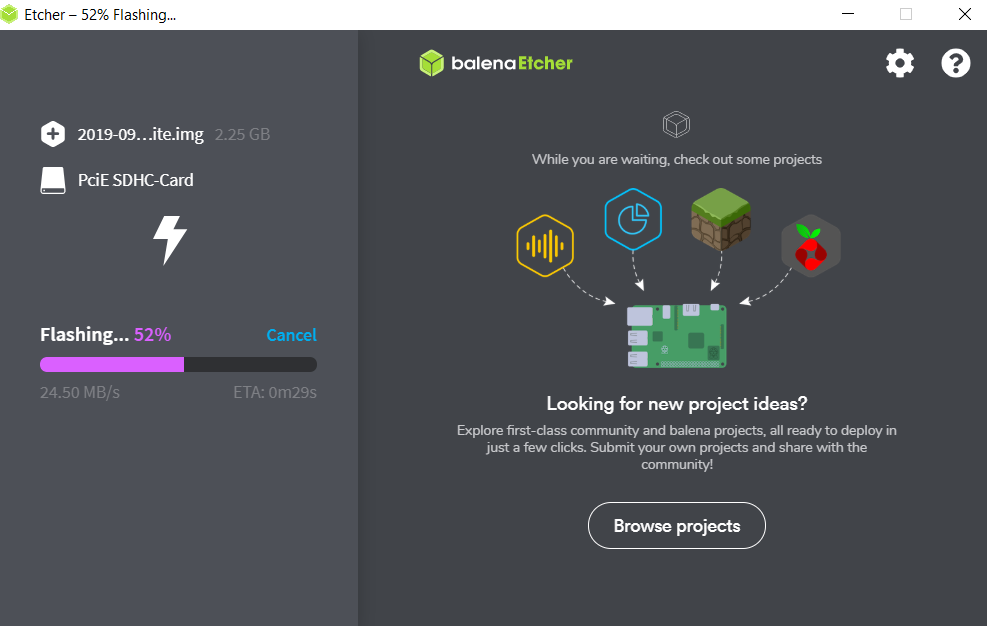 Etcher – 52% Flashing...
balenaEtcher
2019-09...ite.img 2.25 GB
PciE SDHC-Card
Flashing... 52% Cancel
24.50 MB/s ETA: 0m29s
While you are waiting, check out some projects
Looking for new project ideas?
Explore first-class community and balena projects, all ready to deploy in
just a few clicks. Submit your own projects and share with the
community!
Browse projects